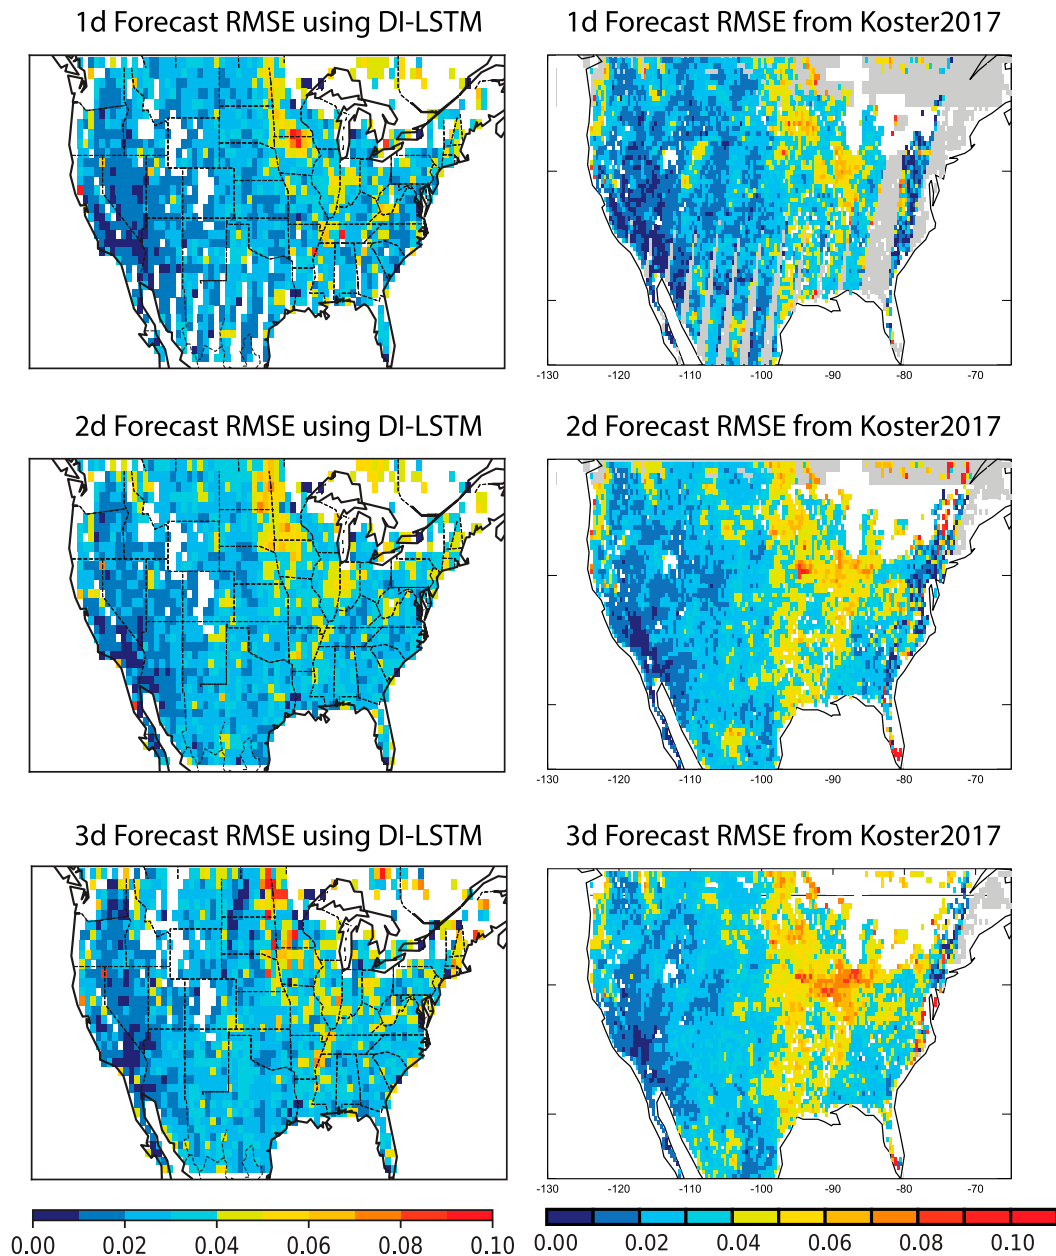 1d Forecast RMSE using DI-LSTM
1d Forecast RMSE from Koster2017
-130 -120 -110 -100 -90 -80 -70
2d Forecast RMSE using DI-LSTM
2d Forecast RMSE from Koster2017
-130 -120 -110 -100 -90 -80 -70
3d Forecast RMSE using DI-LSTM
3d Forecast RMSE from Koster2017
-130 -120 -110 -100 -90 -80 -70
0.00 0.02 0.04 0.06 0.08 0.10
0.00 0.02 0.04 0.06 0.08 0.10